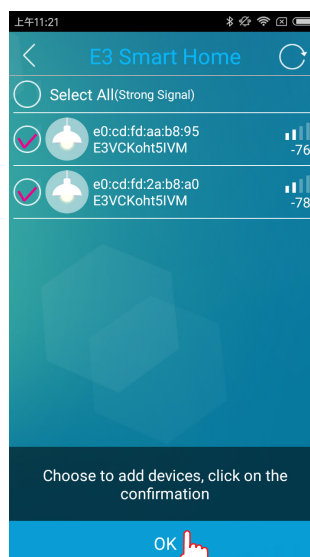 上午11:21
E3 Smart Home
Select All(Strong Signal)
e0:cd:fd:aa:b8:95
E3VCKoht5IVM
-76
e0:cd:fd:2a:b8:a0
E3VCKoht5IVM
-78
Choose to add devices, click on the
confirmation
OK